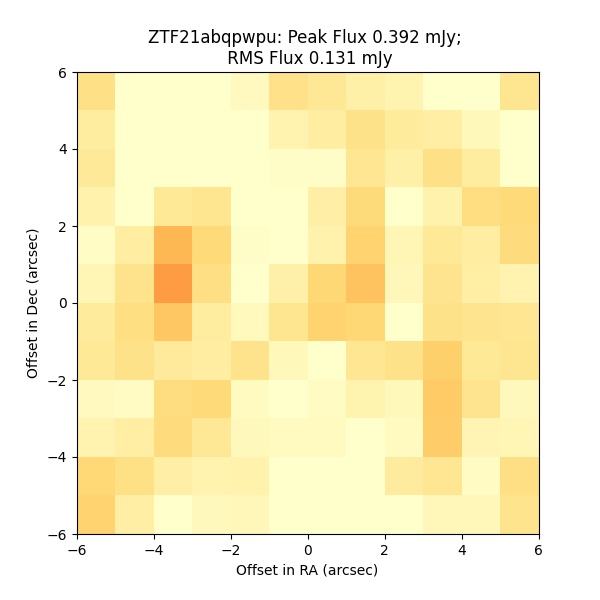 ZTF21abqpwpu: Peak Flux 0.392 mJy;
RMS Flux 0.131 mJy
6
4
2
0
−2
−4
−6
Offset in Dec (arcsec)
−6 −4 −2 0 2 4 6
Offset in RA (arcsec)